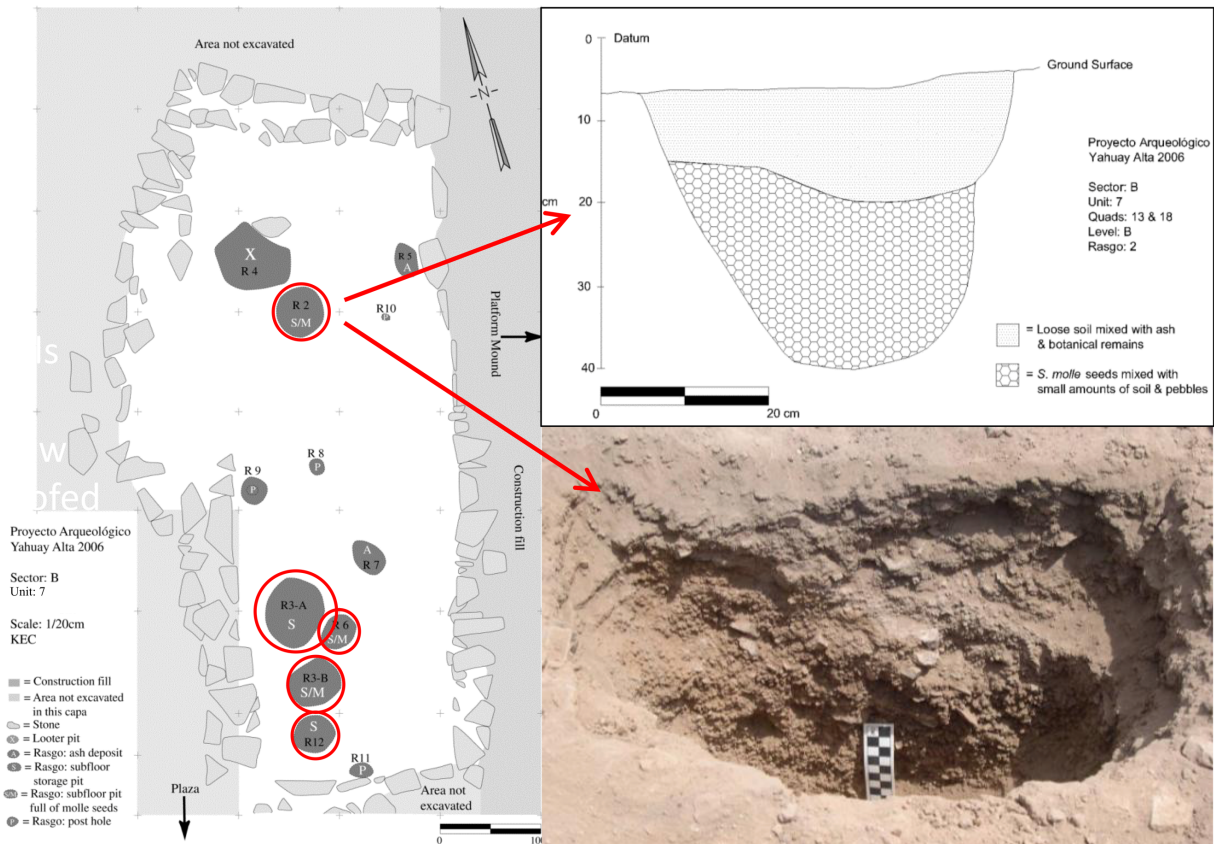 Area not excavated
N
X
R 4
R 5
A
R 2
S/M
R10
P
Platform Mound
ls
w
ofed
R 8
P
R 9
P
Construction fill
A
R 7
R3-A
S
R 6
S/M
R3-B
S/M
S
R12
R11
P
Area not
excavated
Plaza
0
100
Proyecto Arqueológico
Yahuay Alta 2006
Sector: B
Unit: 7
Scale: 1/20cm
KEC
= Construction fill
= Area not excavated
in this capa
= Stone
X = Looter pit
A = Rasgo: ash deposit
S = Rasgo: subfloor
storage pit
S/M = Rasgo: subfloor pit
full of molle seeds
P = Rasgo: post hole
0
Datum
Ground Surface
10
cm
20
30
40
0
20 cm
Proyecto Arqueológico
Yahuay Alta 2006
Sector: B
Unit: 7
Quads: 13 & 18
Level: B
Rasgo: 2
= Loose soil mixed with ash
& botanical remains
= S. molle seeds mixed with
small amounts of soil & pebbles